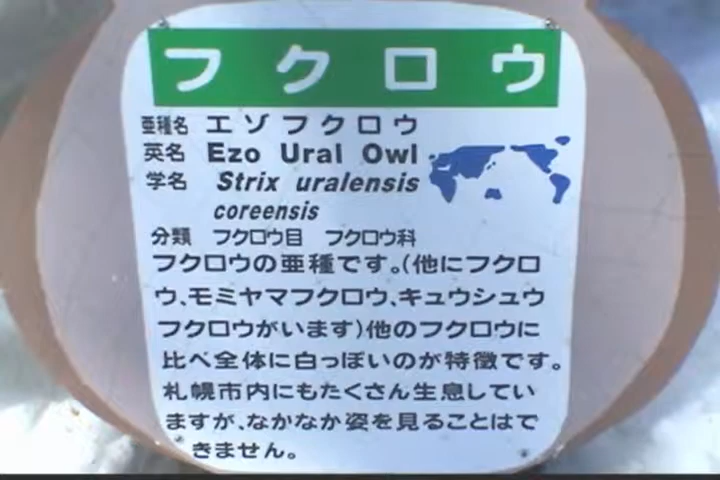 フクロウ
亜種名 エゾフクロウ
英名 Ezo Ural Owl
学名 Strix uralensis
coreensis
分類 フクロウ目 フクロウ科
フクロウの亜種です。(他にフクロ
ウ、モミヤマフクロウ、キュウシュウ
フクロウがいます)他のフクロウに
比べ全体に白っぽいのが特徴です。
札幌市内にもたくさん生息してい
ますが、なかなか姿を見ることはで
きません。